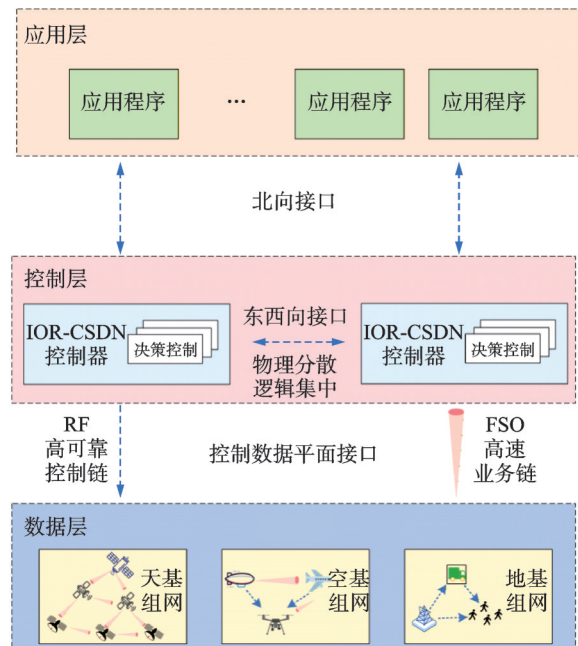 应用层
应用程序
…
应用程序
应用程序
北向接口
控制层
IOR-CSDN
控制器
决策控制
东西向接口
物理分散
逻辑集中
IOR-CSDN
控制器
决策控制
RF
高可靠
控制链
控制数据平面接口
FSO
高速
业务链
数据层
天基
组网
空基
组网
地基
组网